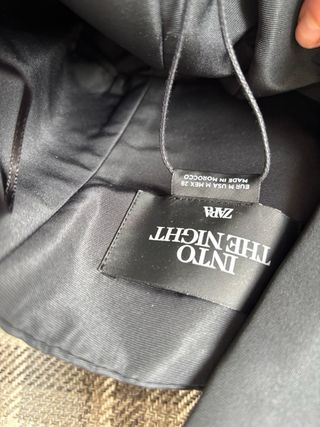 INTO
THE NIGHT
ZARA
EUR M USA M MEX 28
MADE IN MOROCCO